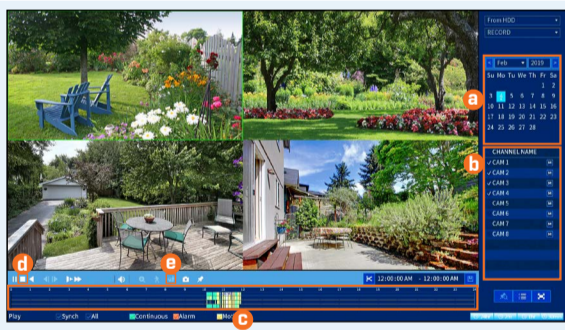 From HDD
RECORD
Feb 2019
Su Mo Tu We Th Fr Sa
1 2
3 4 5 6 7 8 9
10 11 12 13 14 15 16
17 18 19 20 21 22 23
24 25 26 27 28
a
b
CHANNEL NAME
CAM 1
CAM 2
CAM 3
CAM 4
CAM 5
CAM 6
CAM 7
CAM 8
d
e
12:00:00 AM - 12:00:00 AM
Play Synch All Continuous Alarm
c